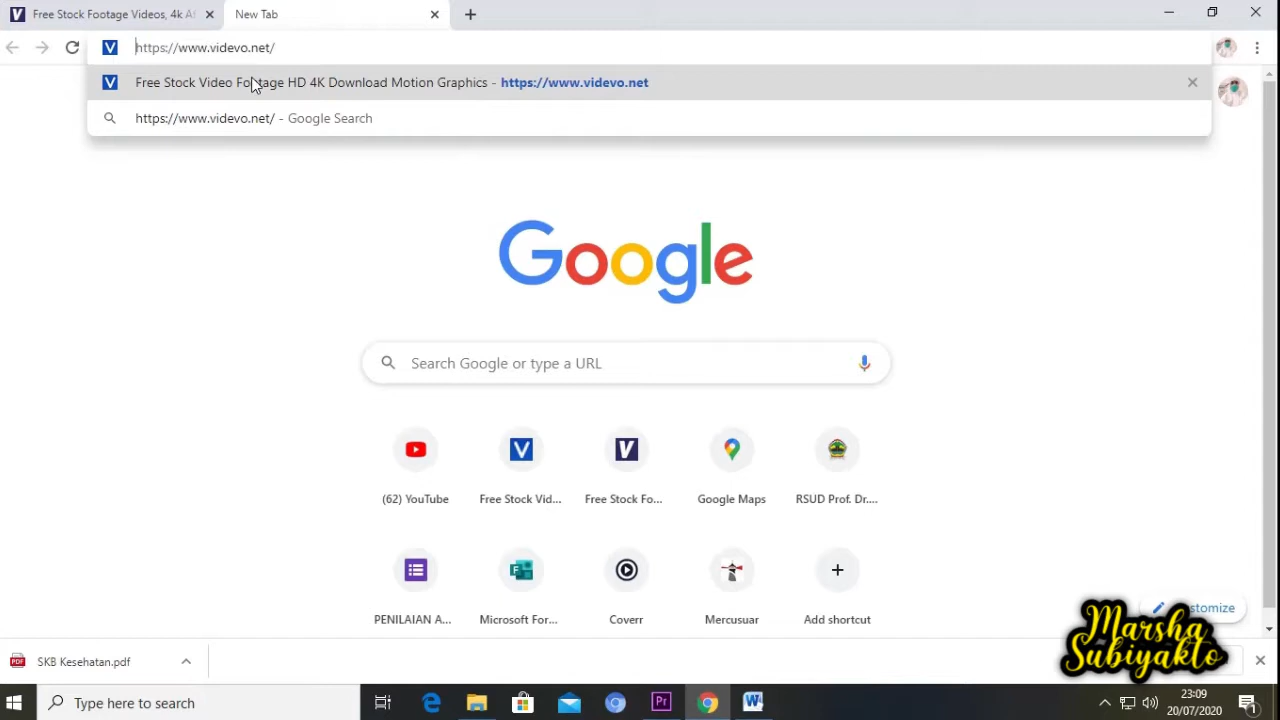 Free Stock Footage Videos, 4k Af
New Tab
https://www.videvo.net/
Free Stock Video Footage HD 4K Download Motion Graphics - https://www.videvo.net
https://www.videvo.net/ - Google Search
Google
Search Google or type a URL
(62) YouTube
Free Stock Vid...
Free Stock Fo...
Google Maps
RSUD Prof. Dr....
PENILAIAN A...
Microsoft For...
Coverr
Mercusuar
Add shortcut
Marsha
Subiyakto
SKB Kesehatan.pdf
Type here to search
23:09
20/07/2020